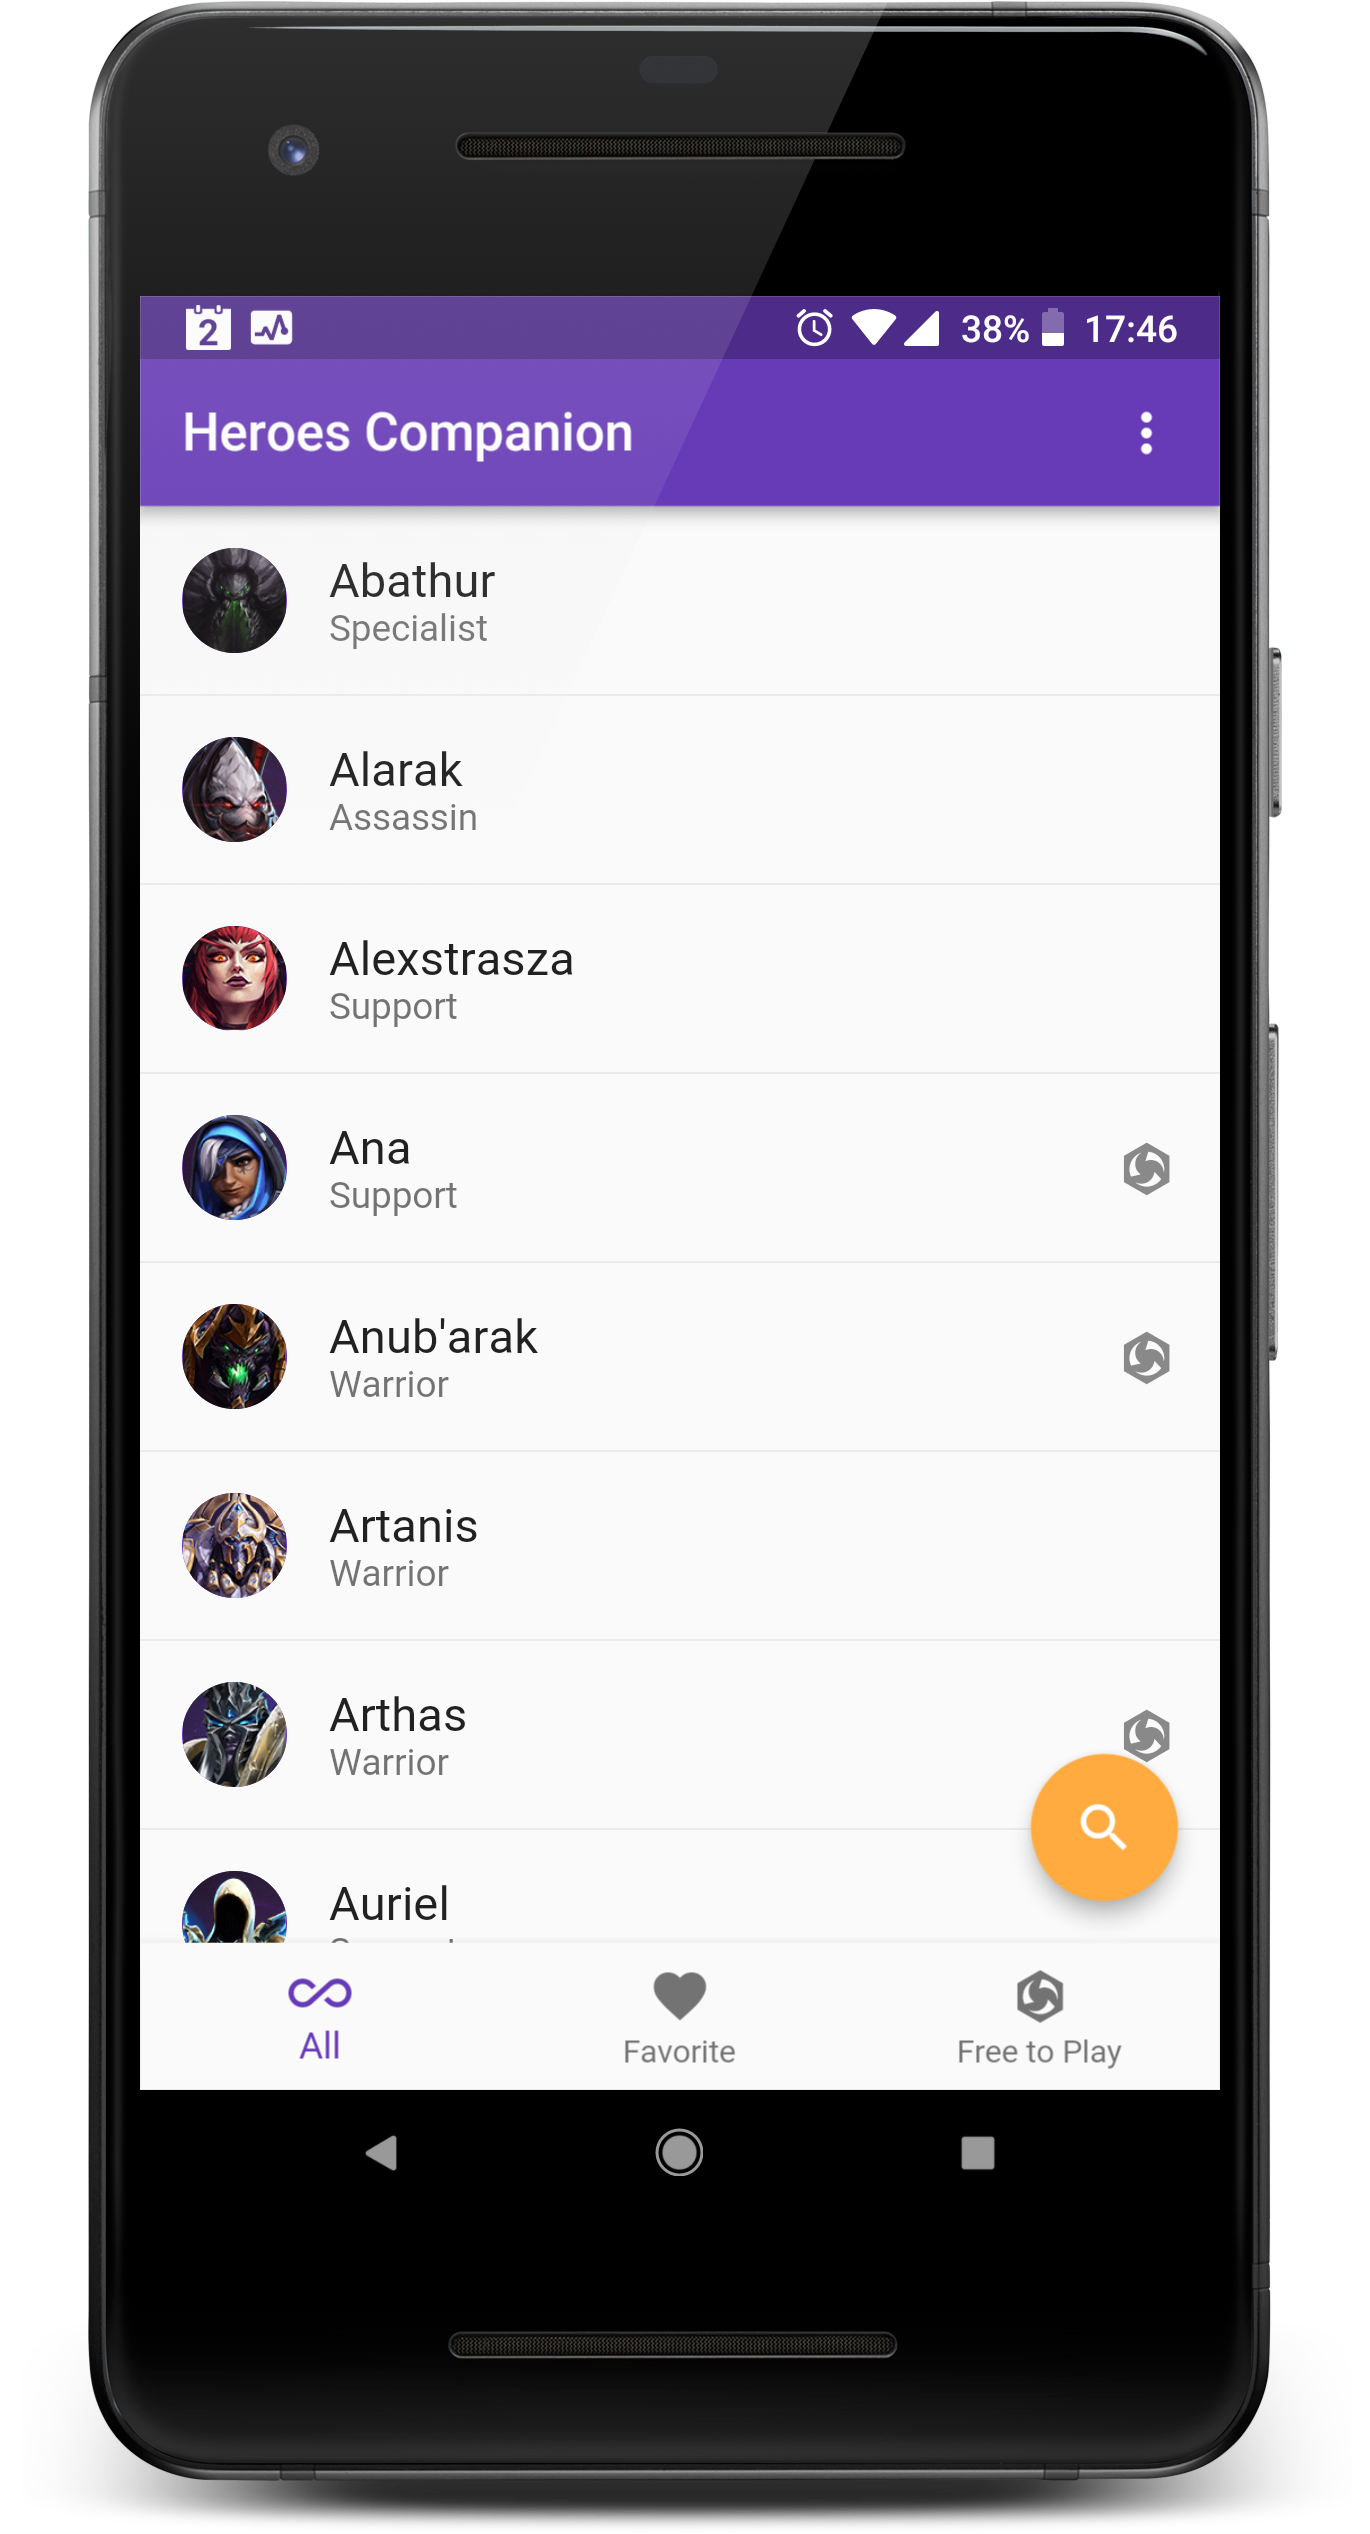 2 38% 17:46
Heroes Companion
Abathur
Specialist
Alarak
Assassin
Alexstrasza
Support
Ana
Support
Anub'arak
Warrior
Artanis
Warrior
Arthas
Warrior
Auriel
All
Favorite
Free to Play